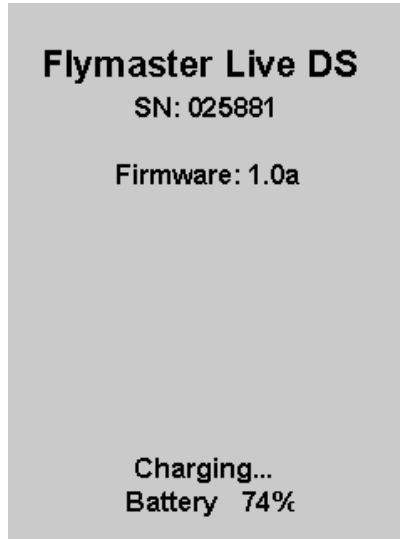 Flymaster Live DS
SN: 025881
Firmware: 1.0a
Charging...
Battery 74%